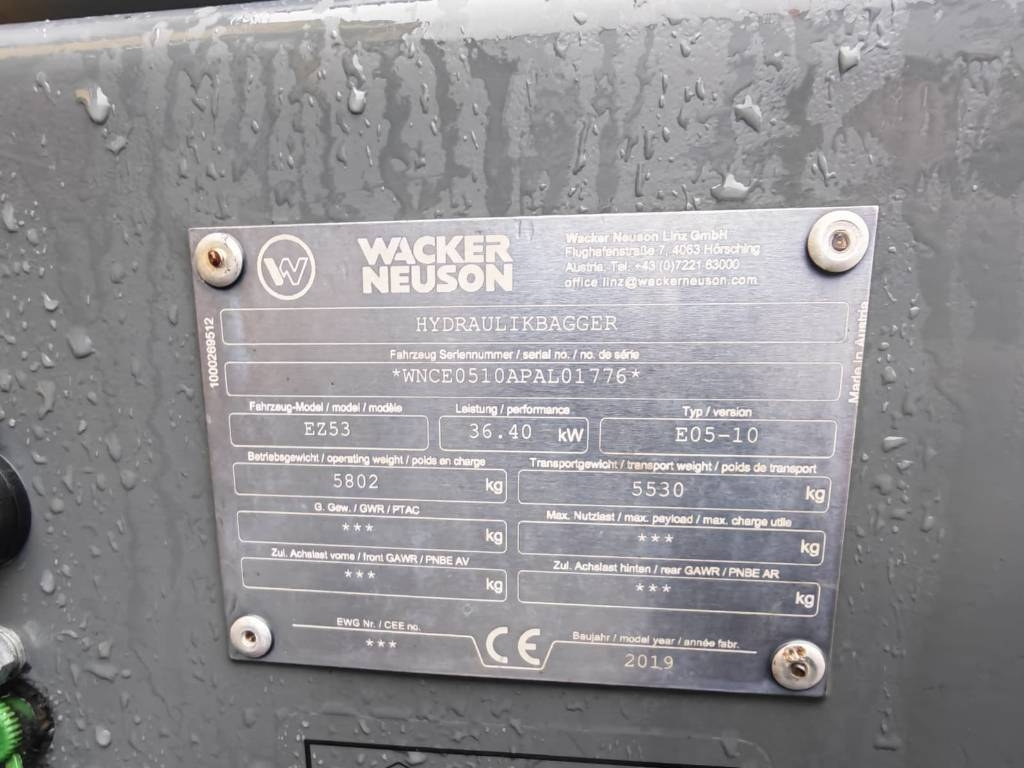 W
WACKER
NEUSON
Wacker Neuson Linz GmbH
Flughafenstraße 7, 4063 Hörsching
Austria, Tel. +43 (0)7221 63000
office.linz@wackerneuson.com
HYDRAULIKBAGGER
1000289512
Made in Austria
Fahrzeug Seriennummer / serial no. / no. de série
*WNCE0510APAL01776*
Fahrzeug-Model / model / modèle Leistung / performance Typ / version
EZ53 36.40 kW E05-10
Betriebsgewicht / operating weight / poids en charge Transportgewicht / transport weight / poids de transport
5802 kg 5530 kg
G. Gew. / GWR / PTAC Max. Nutzlast / max. payload / max. charge utile
*** kg *** kg
Zul. Achslast vorne / front GAWR / PNBE AV Zul. Achslast hinten / rear GAWR / PNBE AR
*** kg *** kg
EWG Nr. / CEE no. CE Baujahr / model year / année fabr.
*** 2019